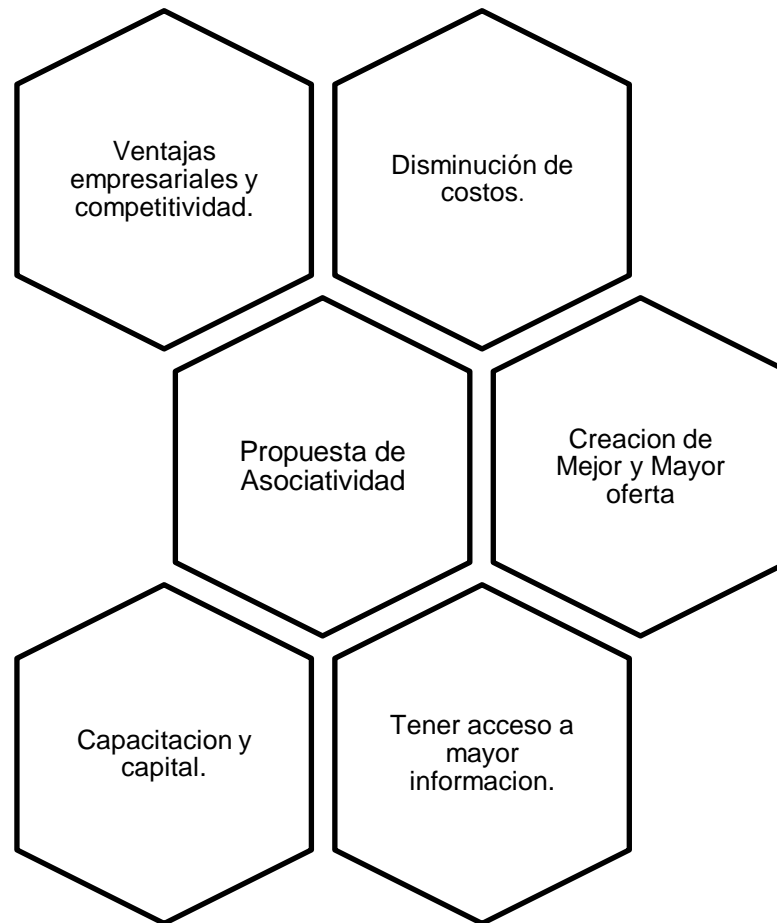 Ventajas
empresariales y
competitividad.
Disminución de
costos.
Propuesta de
Asociatividad
Creacion de
Mejor y Mayor
oferta
Capacitacion y
capital.
Tener acceso a
mayor
informacion.